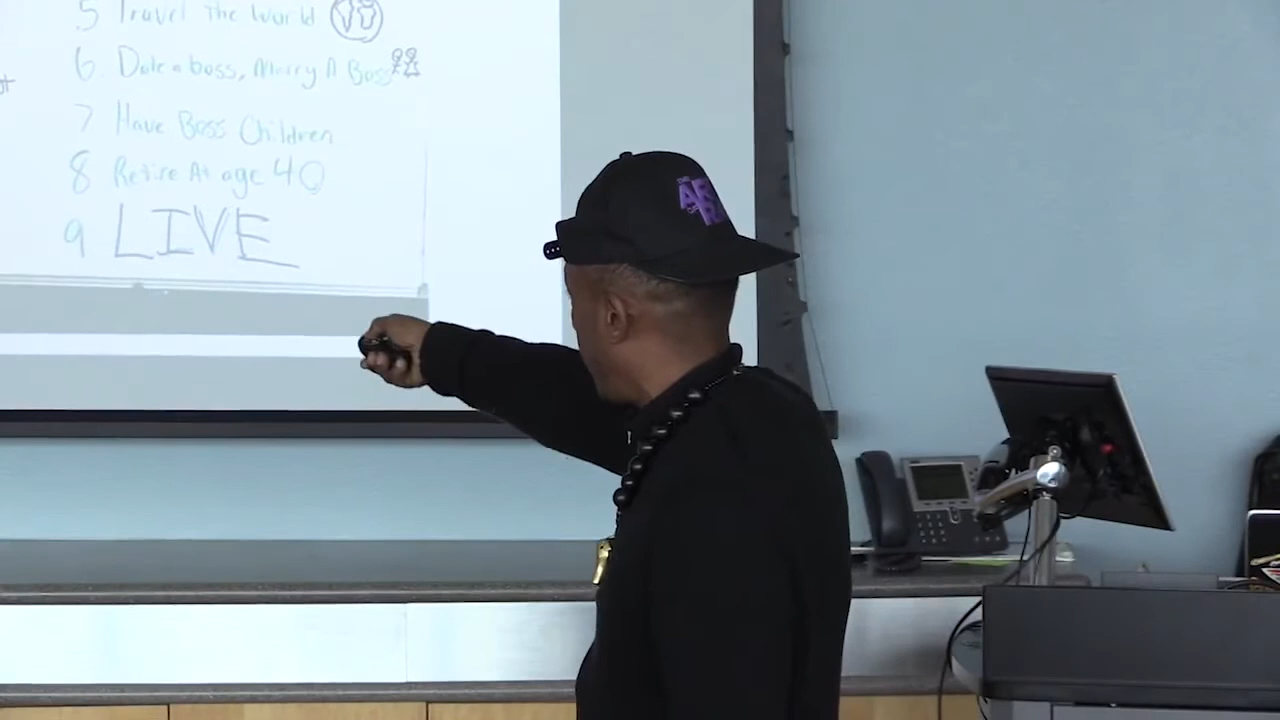 5 Travel The World
6. Date a boss, Marry A Boss
7 Have Boss Children
8 Retire At age 40
9 LIVE